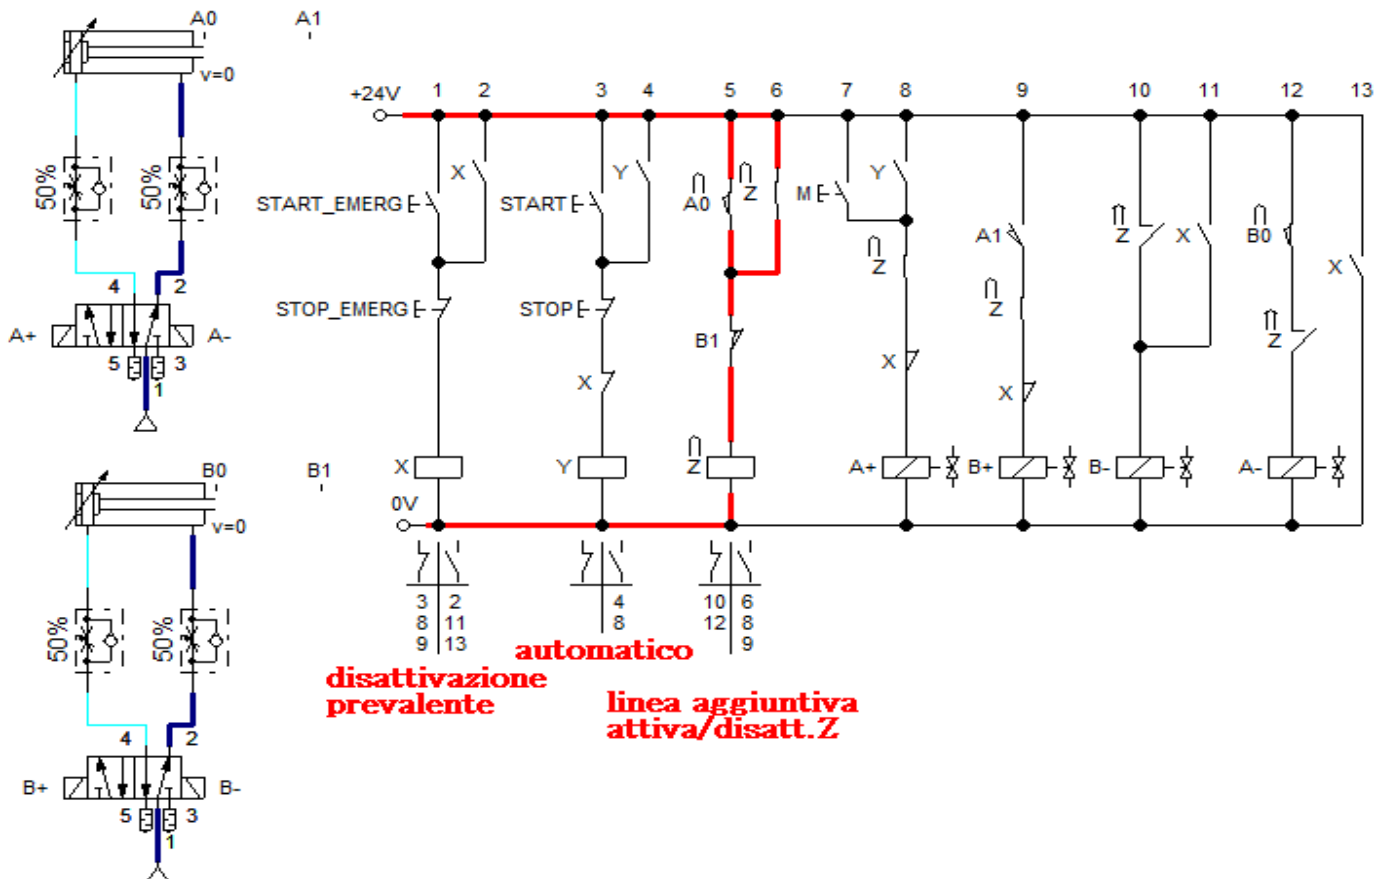 A0 A1
v=0
50% 50%
4 2
A+ A-
5 3
1
B0 B1
v=0
50% 50%
4 2
B+ B-
5 3
1
1 2 3 4 5 6 7 8 9 10 11 12 13
+24V
X Y A0 Z M Y
START_EMERG START
A1 Z X B0
Z
STOP_EMERG STOP Z
B1 Z X
X X X
X Y Z A+ B+ B- A-
0V
3 2 4 10 6
8 11 8 12 8
9 13 9
automatico
disattivazione
prevalente
linea aggiuntiva
attiva/disatt.Z